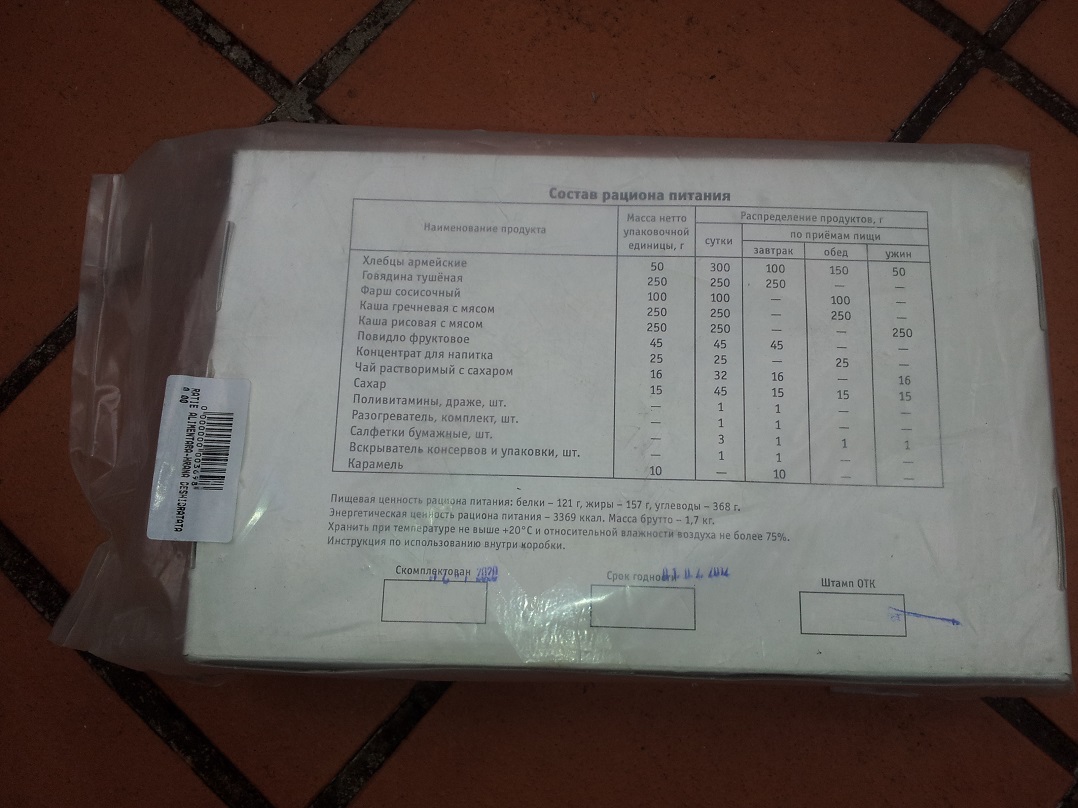 Состав рациона питания
Наименование продукта | Масса нетто упаковочной единицы, г | Распределение продуктов, г
сутки | по приёмам пищи
завтрак | обед | ужин
Хлебцы армейские 50 300 100 150 50
Говядина тушёная 250 250 250 — —
Фарш сосисочный 100 100 — 100 —
Каша гречневая с мясом 250 250 — 250 —
Каша рисовая с мясом 250 250 — — 250
Повидло фруктовое 45 45 45 — —
Концентрат для напитка 25 25 — 25 —
Чай растворимый с сахаром 16 32 16 — 16
Сахар 15 45 15 15 15
Поливитамины, драже, шт. — 1 1 — —
Разогреватель, комплект, шт. — 1 1 — —
Салфетки бумажные, шт. — 3 1 1 1
Вскрыватель консервов и упаковки, шт. — 1 1 — —
Карамель 10 — 10 — —
Пищевая ценность рациона питания: белки – 121 г, жиры – 157 г, углеводы – 368 г.
Энергетическая ценность рациона питания – 3369 ккал. Масса брутто – 1,7 кг.
Хранить при температуре не выше +20°С и относительной влажности воздуха не более 75%.
Инструкция по использованию внутри коробки.
Скомплектован
Срок годности
Штамп ОТК
RATIE ALIMENTARA-HRANA DESHIDRATATA